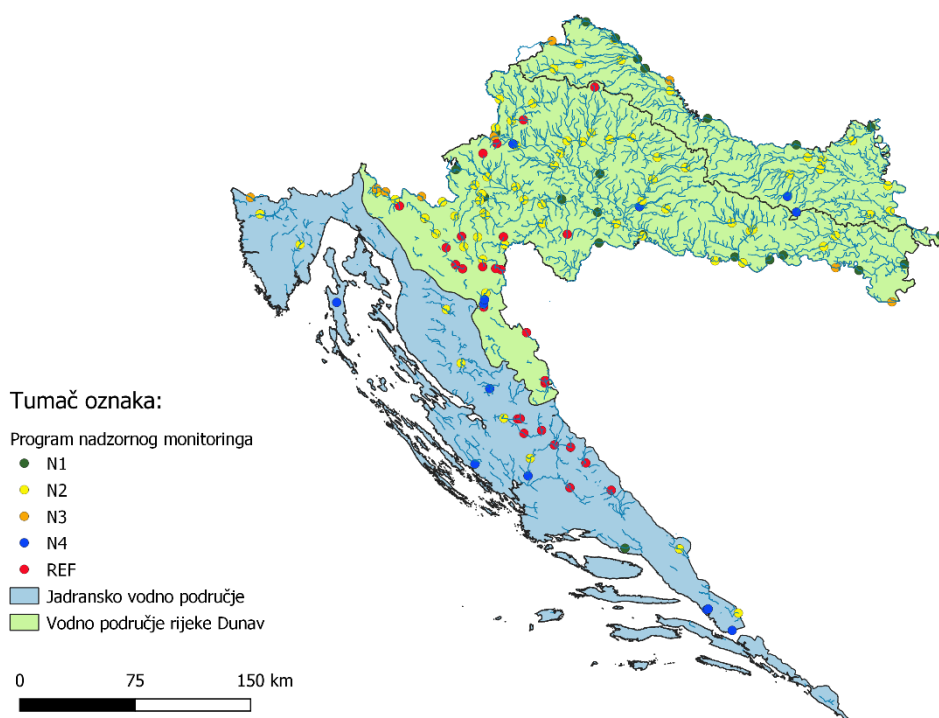 Tumač oznaka:
Program nadzornog monitoringa
N1
N2
N3
N4
REF
Jadransko vodno područje
Vodno područje rijeke Dunav
0 75 150 km